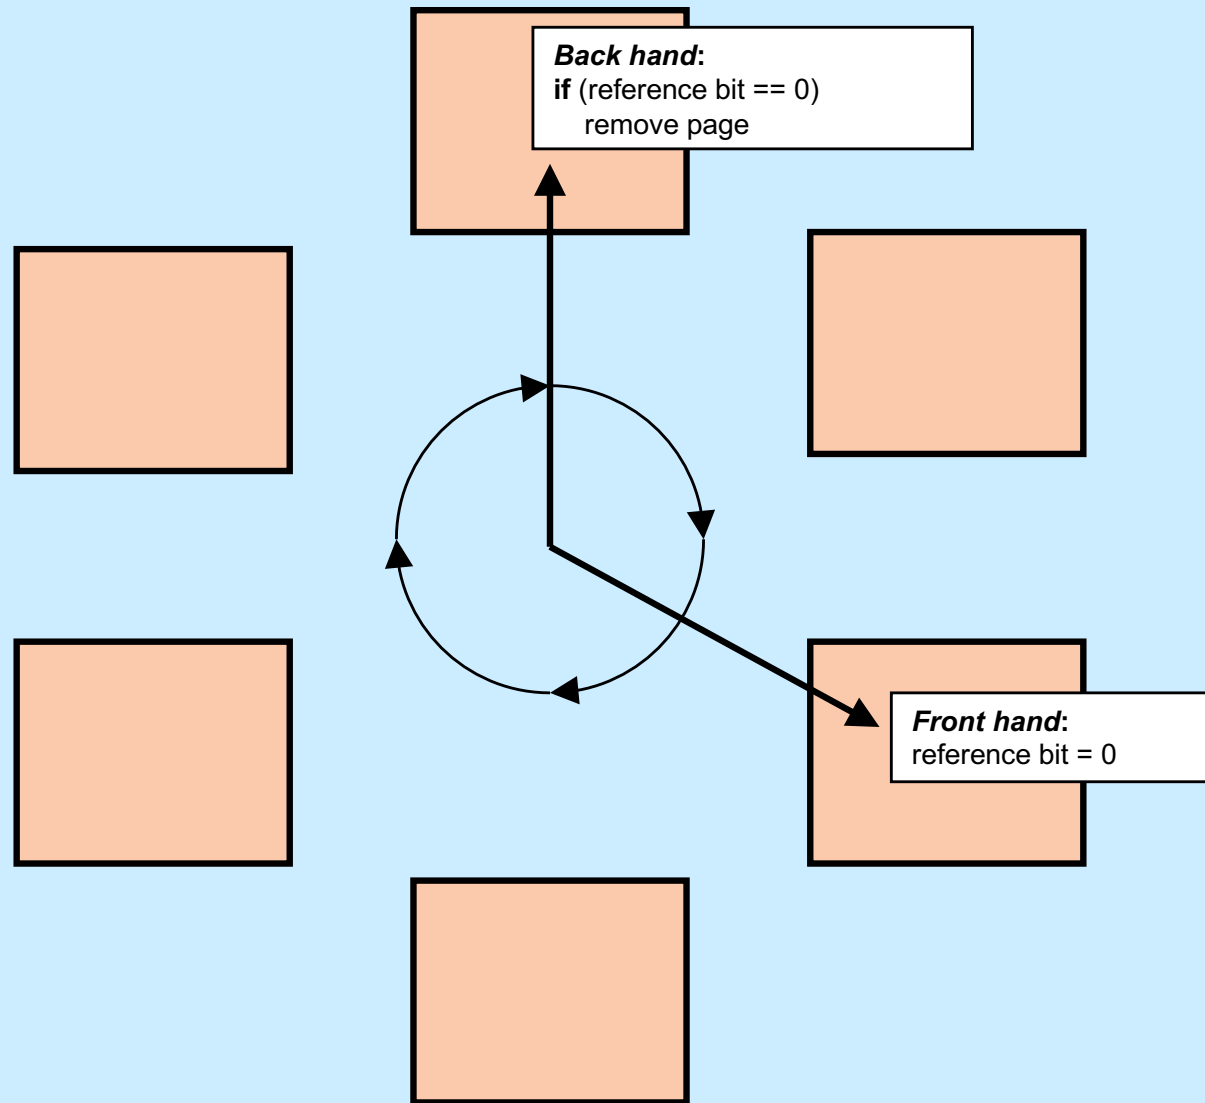 Back hand:
if (reference bit == 0)
remove page
Front hand:
reference bit = 0